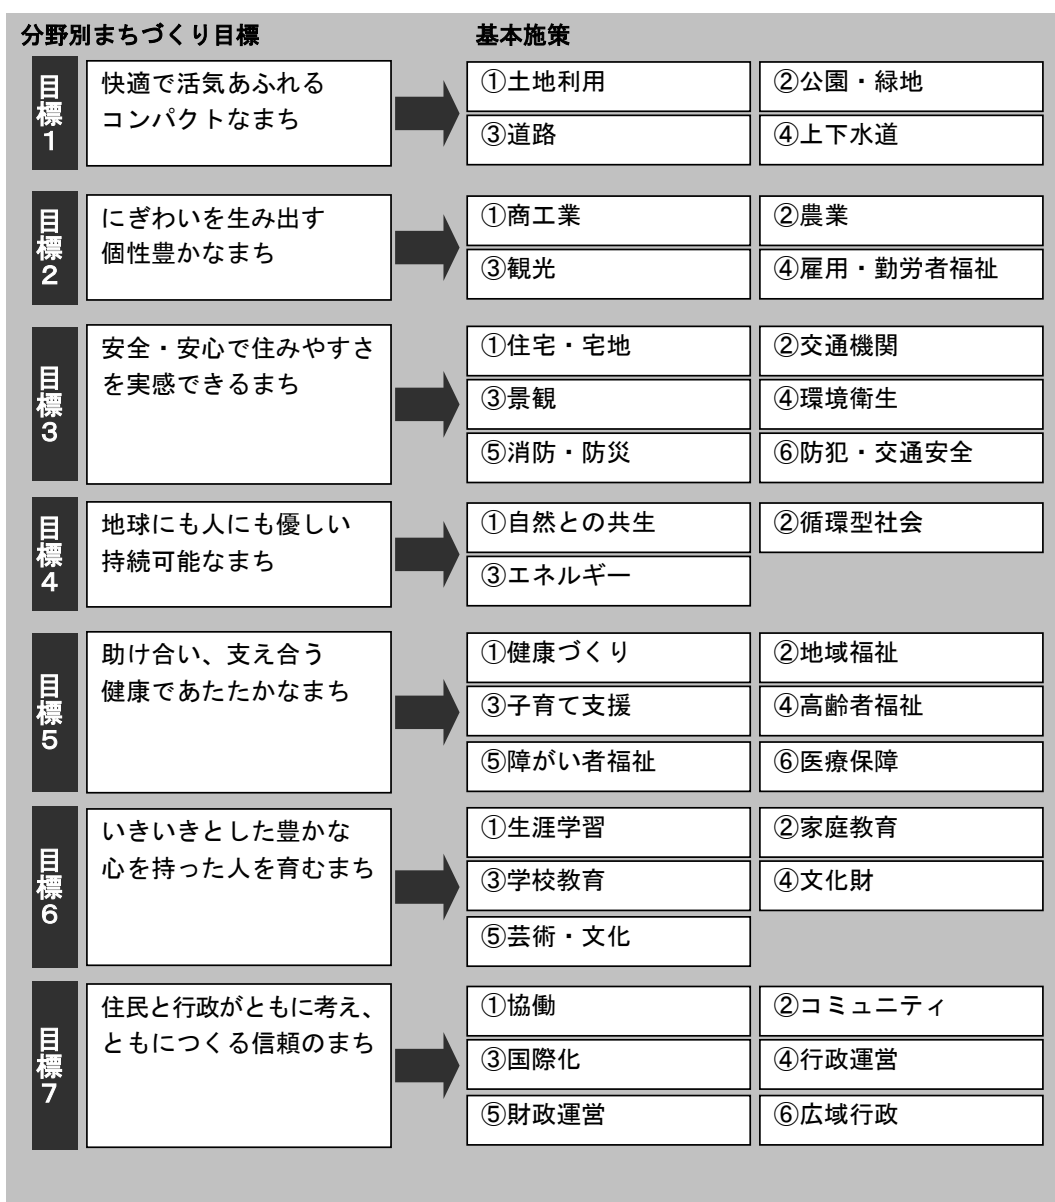 分野別まちづくり目標
基本施策
目標1
快適で活気あふれる
コンパクトなまち
①土地利用
②公園・緑地
③道路
④上下水道
目標2
にぎわいを生み出す
個性豊かなまち
①商工業
②農業
③観光
④雇用・勤労者福祉
目標3
安全・安心で住みやすさ
を実感できるまち
①住宅・宅地
②交通機関
③景観
④環境衛生
⑤消防・防災
⑥防犯・交通安全
目標4
地球にも人にも優しい
持続可能なまち
①自然との共生
②循環型社会
③エネルギー
目標5
助け合い、支え合う
健康であたたかなまち
①健康づくり
②地域福祉
③子育て支援
④高齢者福祉
⑤障がい者福祉
⑥医療保障
目標6
いきいきとした豊かな
心を持った人を育むまち
①生涯学習
②家庭教育
③学校教育
④文化財
⑤芸術・文化
目標7
住民と行政がともに考え、
ともにつくる信頼のまち
①協働
②コミュニティ
③国際化
④行政運営
⑤財政運営
⑥広域行政